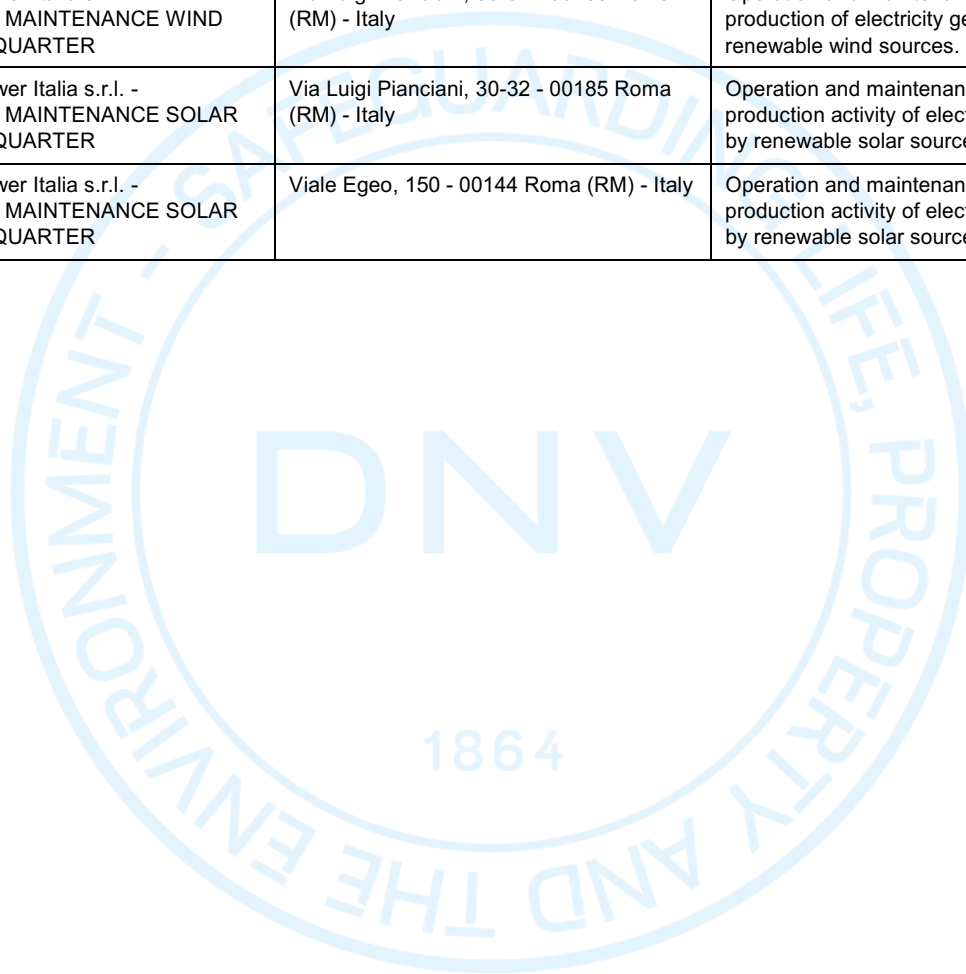 MAINTENANCE WIND
QUARTER
(RM) - Italy
production of electricity ge
renewable wind sources.
wer Italia s.r.l. -
MAINTENANCE SOLAR
QUARTER
Via Luigi Pianciani, 30-32 - 00185 Roma
(RM) - Italy
Operation and maintenan
production activity of elect
by renewable solar source
wer Italia s.r.l. -
MAINTENANCE SOLAR
QUARTER
Viale Egeo, 150 - 00144 Roma (RM) - Italy
Operation and maintenan
production activity of elect
by renewable solar source
SAFEGUARDING LIFE, PROPERTY AND THE ENVIRONMENT -
DNV
1864